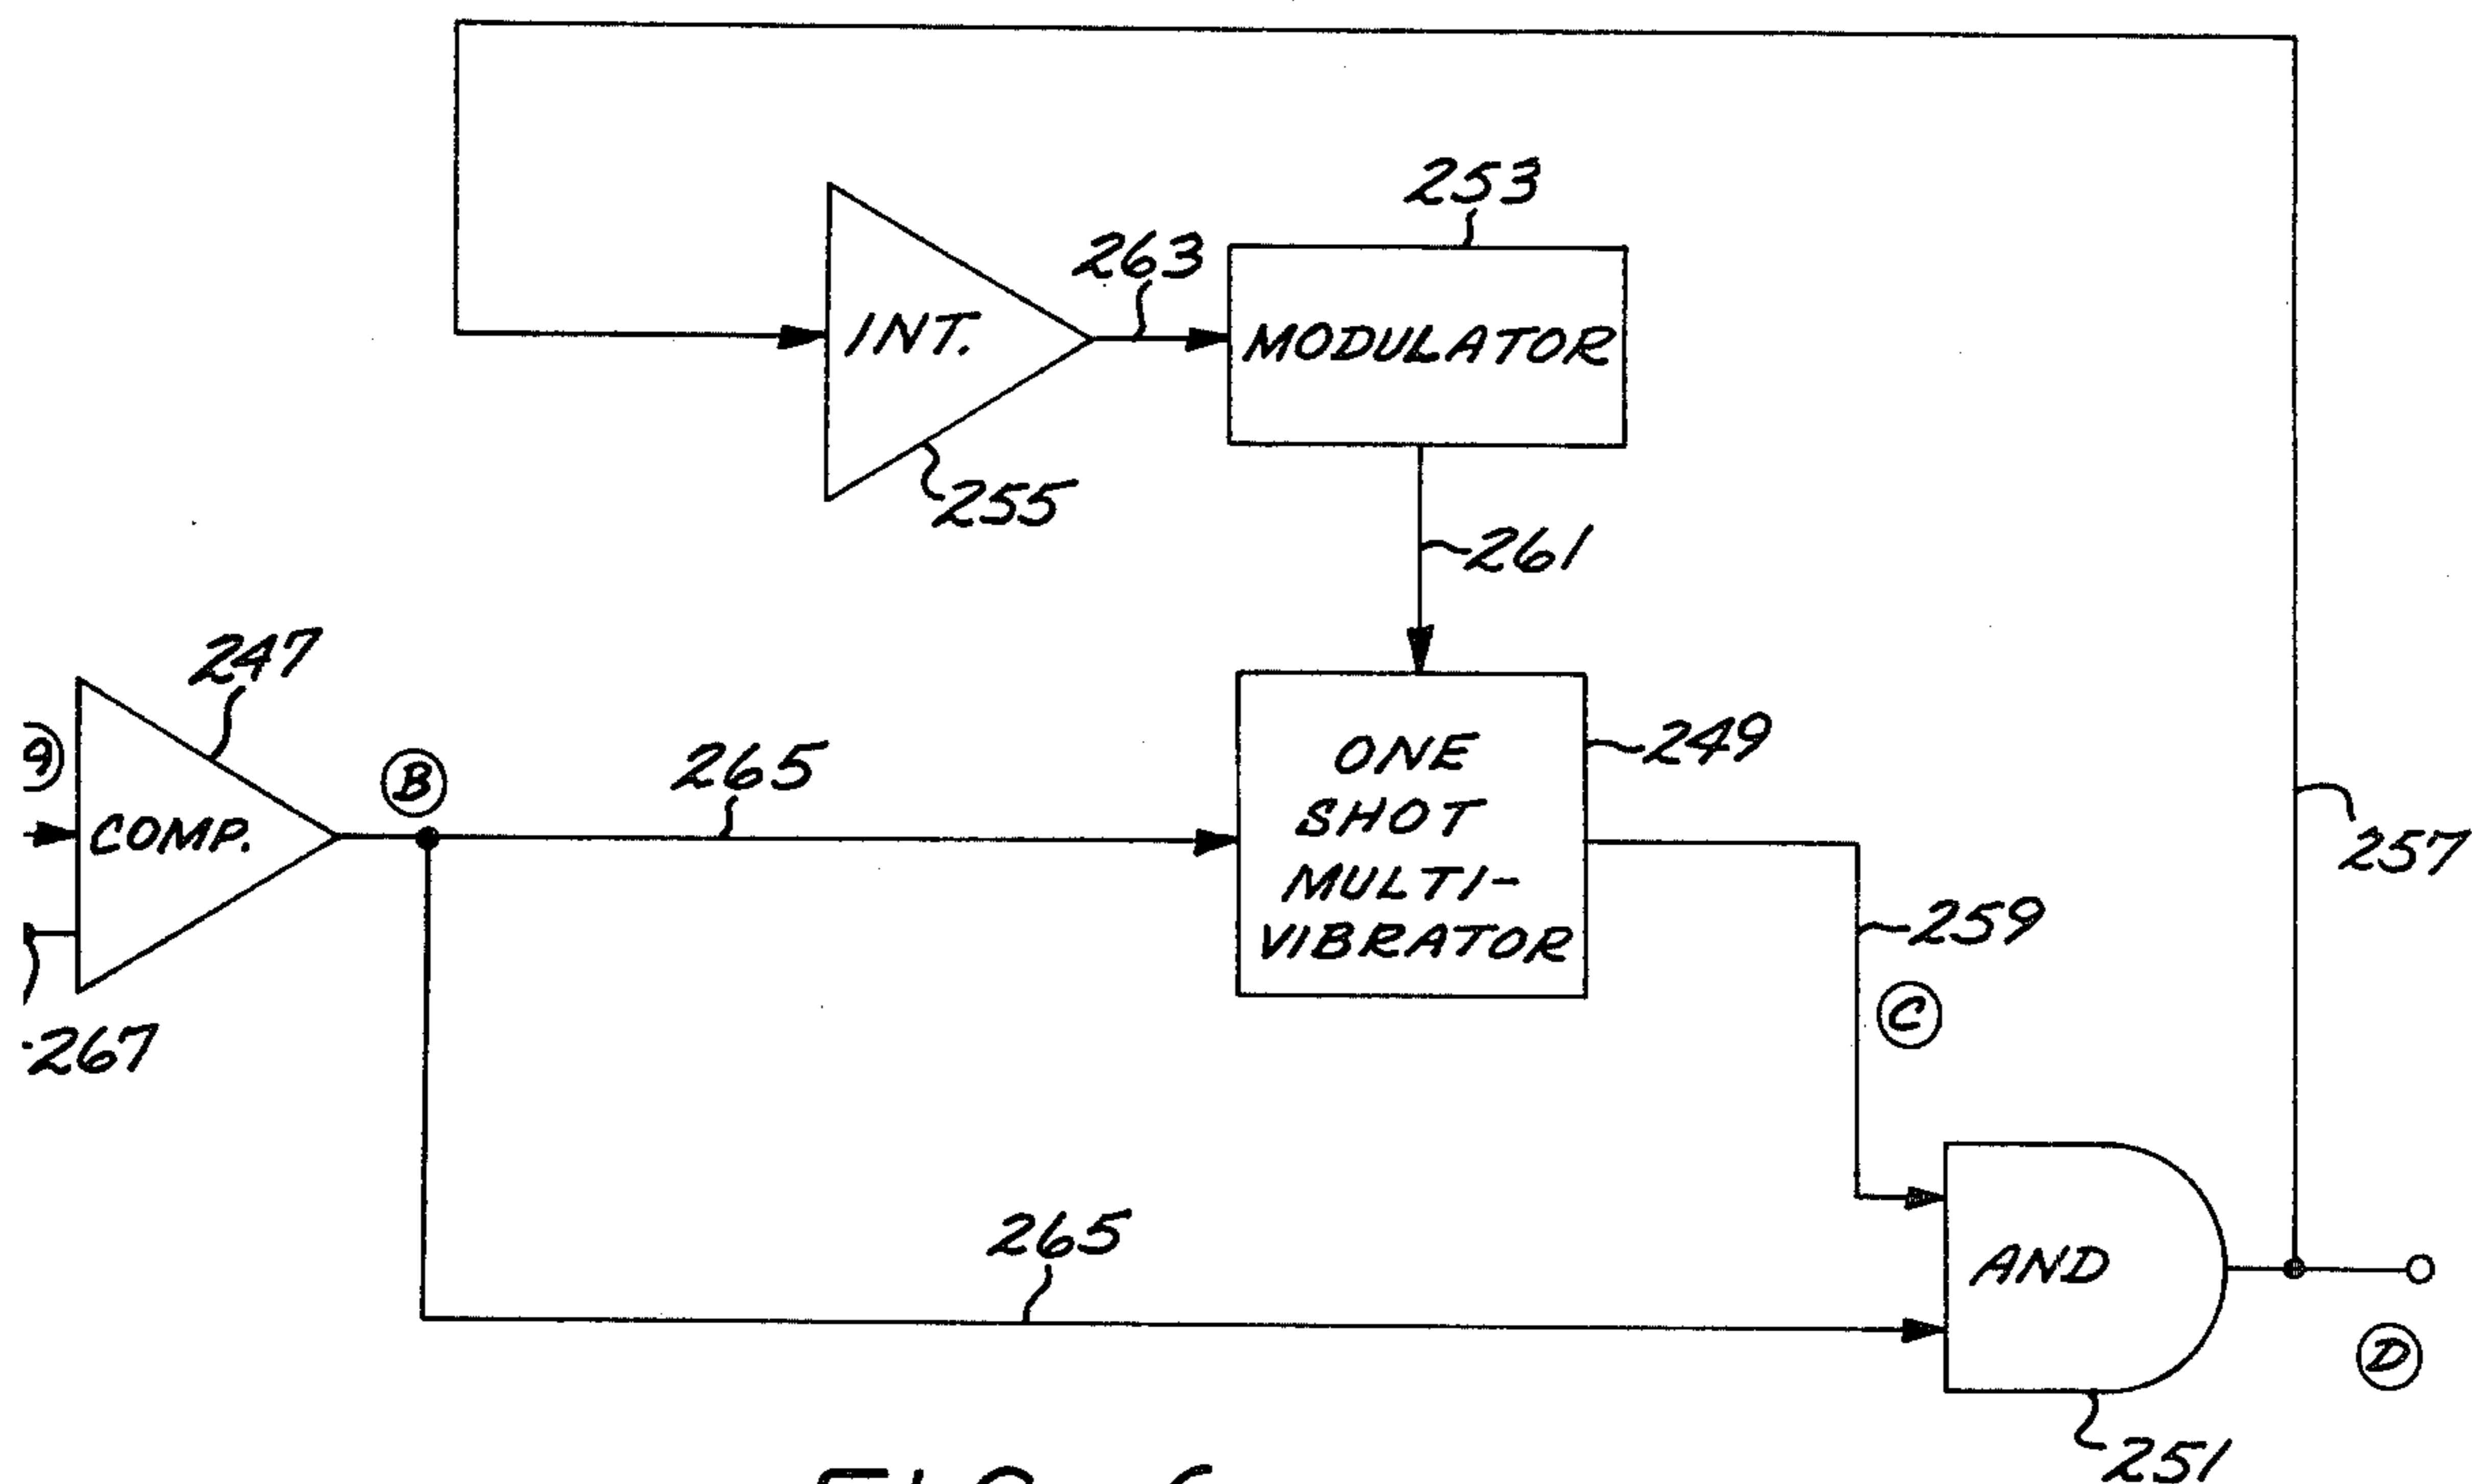 253
263
INT.
MODULATOR
255
261
247
B
265
COMP.
ONE
SHOT
MULTI-
VIBRATOR
249
257
259
C
267
265
AND
D
251